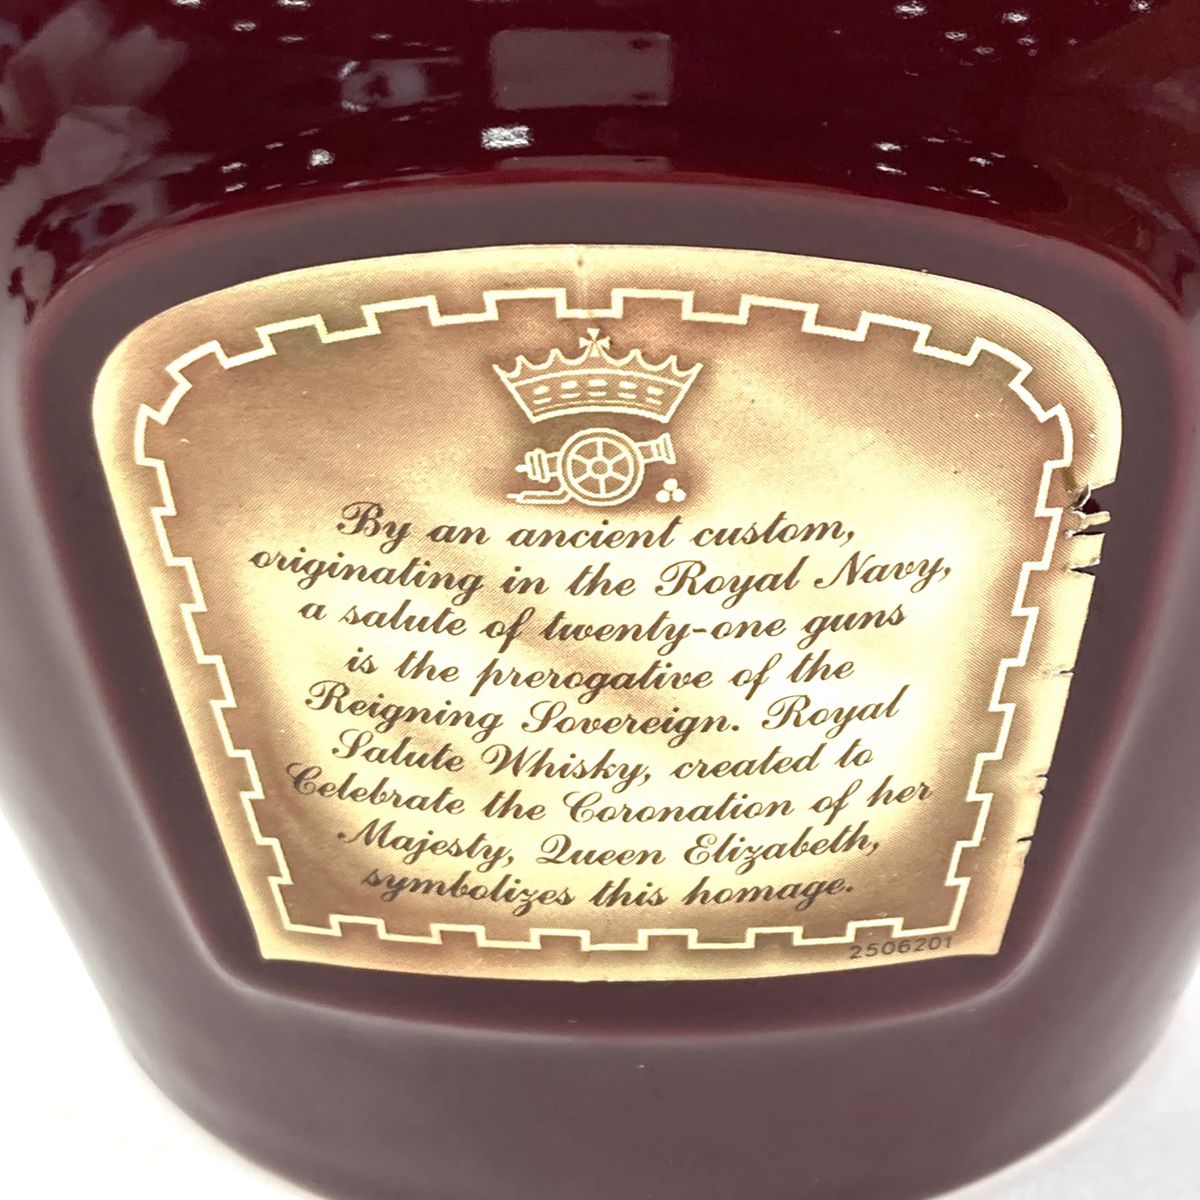 By an ancient custom,
originating in the Royal Navy,
a salute of twenty-one guns
is the prerogative of the
Reigning Sovereign. Royal
Salute Whisky, created to
Celebrate the Coronation of her
Majesty, Queen Elizabeth,
symbolizes this homage.
2506201